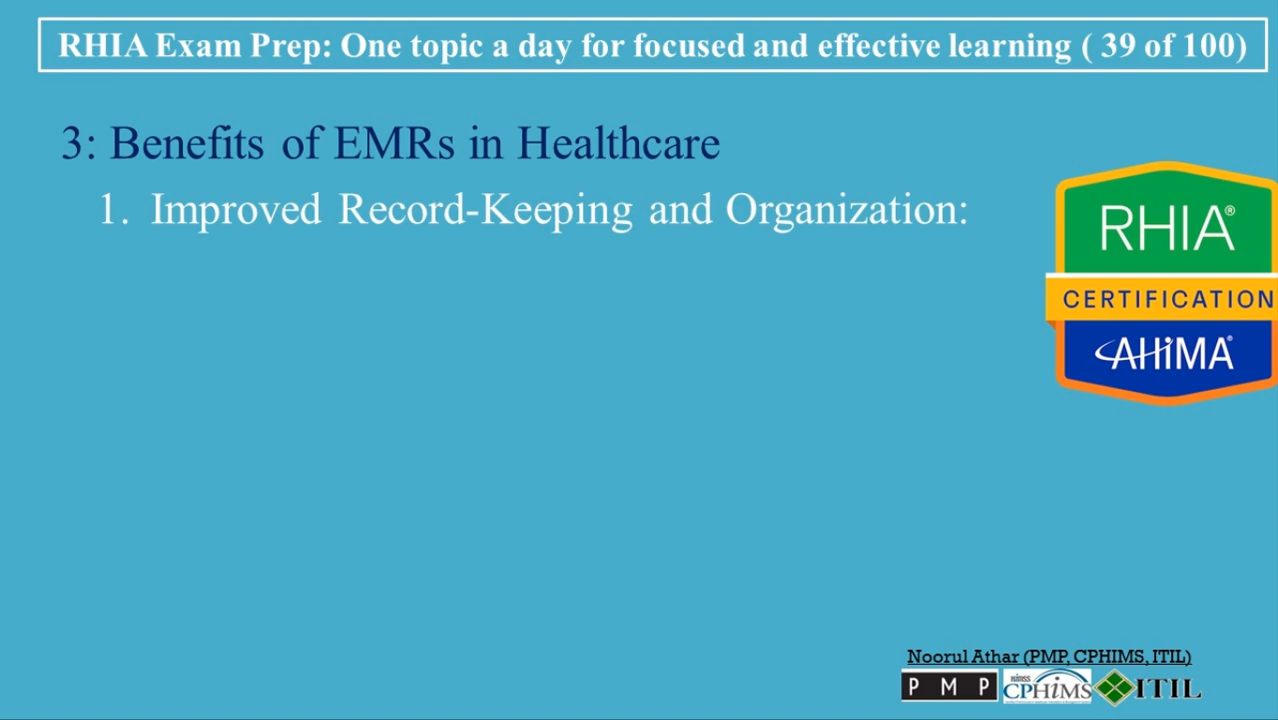 RHIA Exam Prep: One topic a day for focused and effective learning ( 39 of 100)
3: Benefits of EMRs in Healthcare
1. Improved Record-Keeping and Organization:
RHIA®
CERTIFICATION
AHIMA®
Noorul Athar (PMP, CPHIMS, ITIL)
PMP himss CPHIMS ITIL